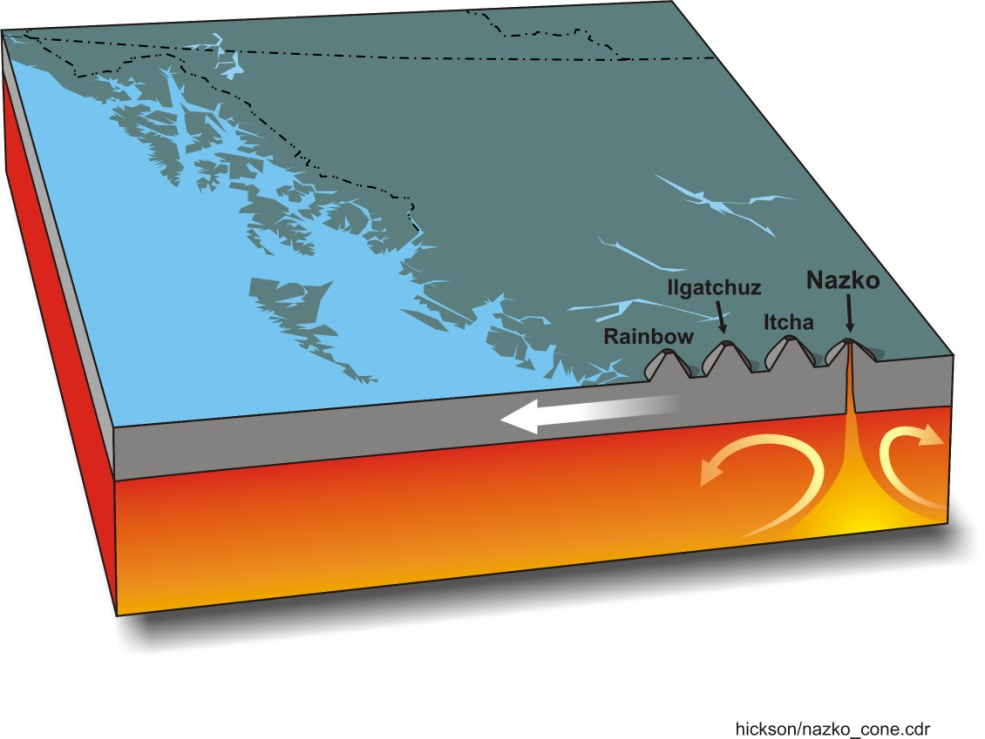 Ilgatchuz
Nazko
Rainbow
Itcha
hickson/nazko_cone.cdr